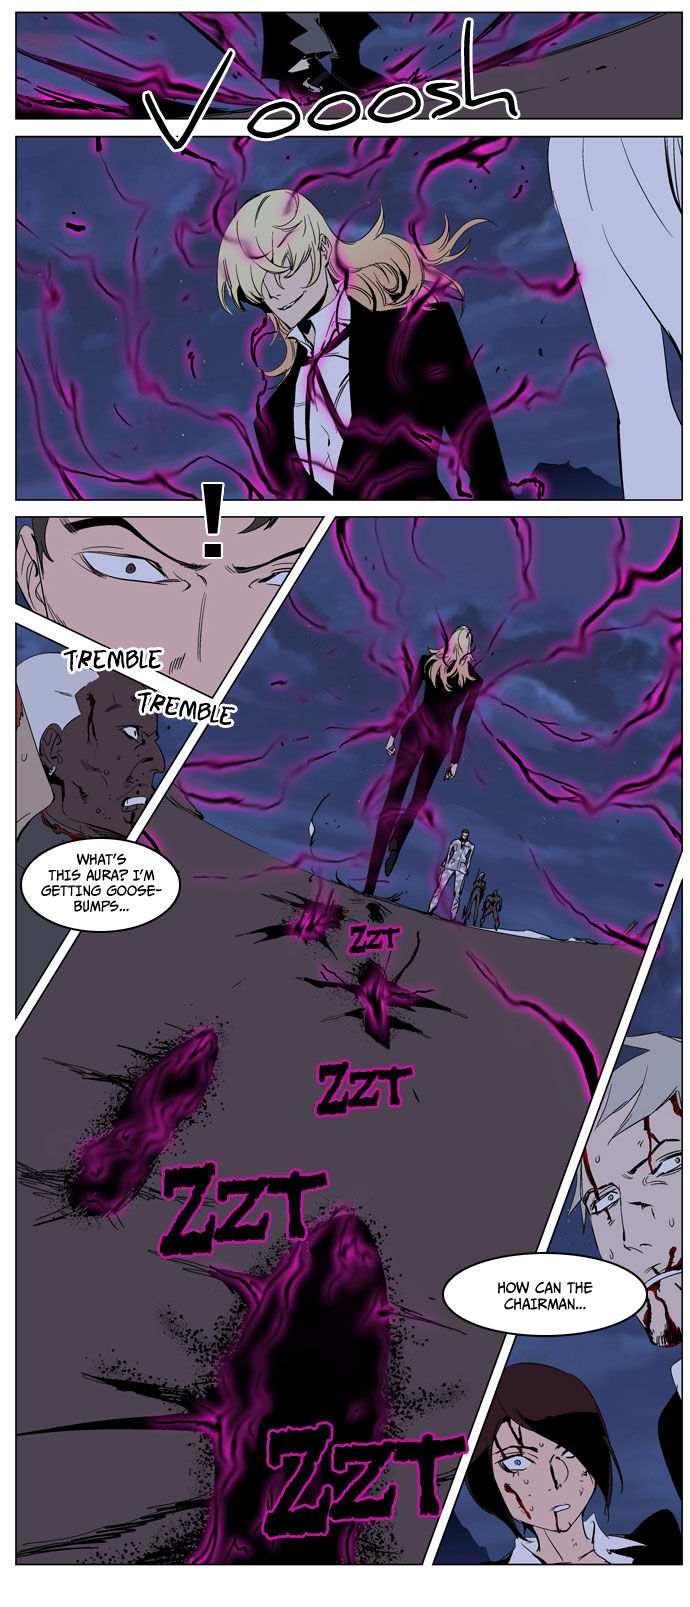 Vooosh
!
TREMBLE
TREMBLE
WHAT'S
THIS AURA? I'M
GETTING GOOSE-
BUMPS...
ZZT
ZZT
ZZT
HOW CAN THE
CHAIRMAN...
ZZT